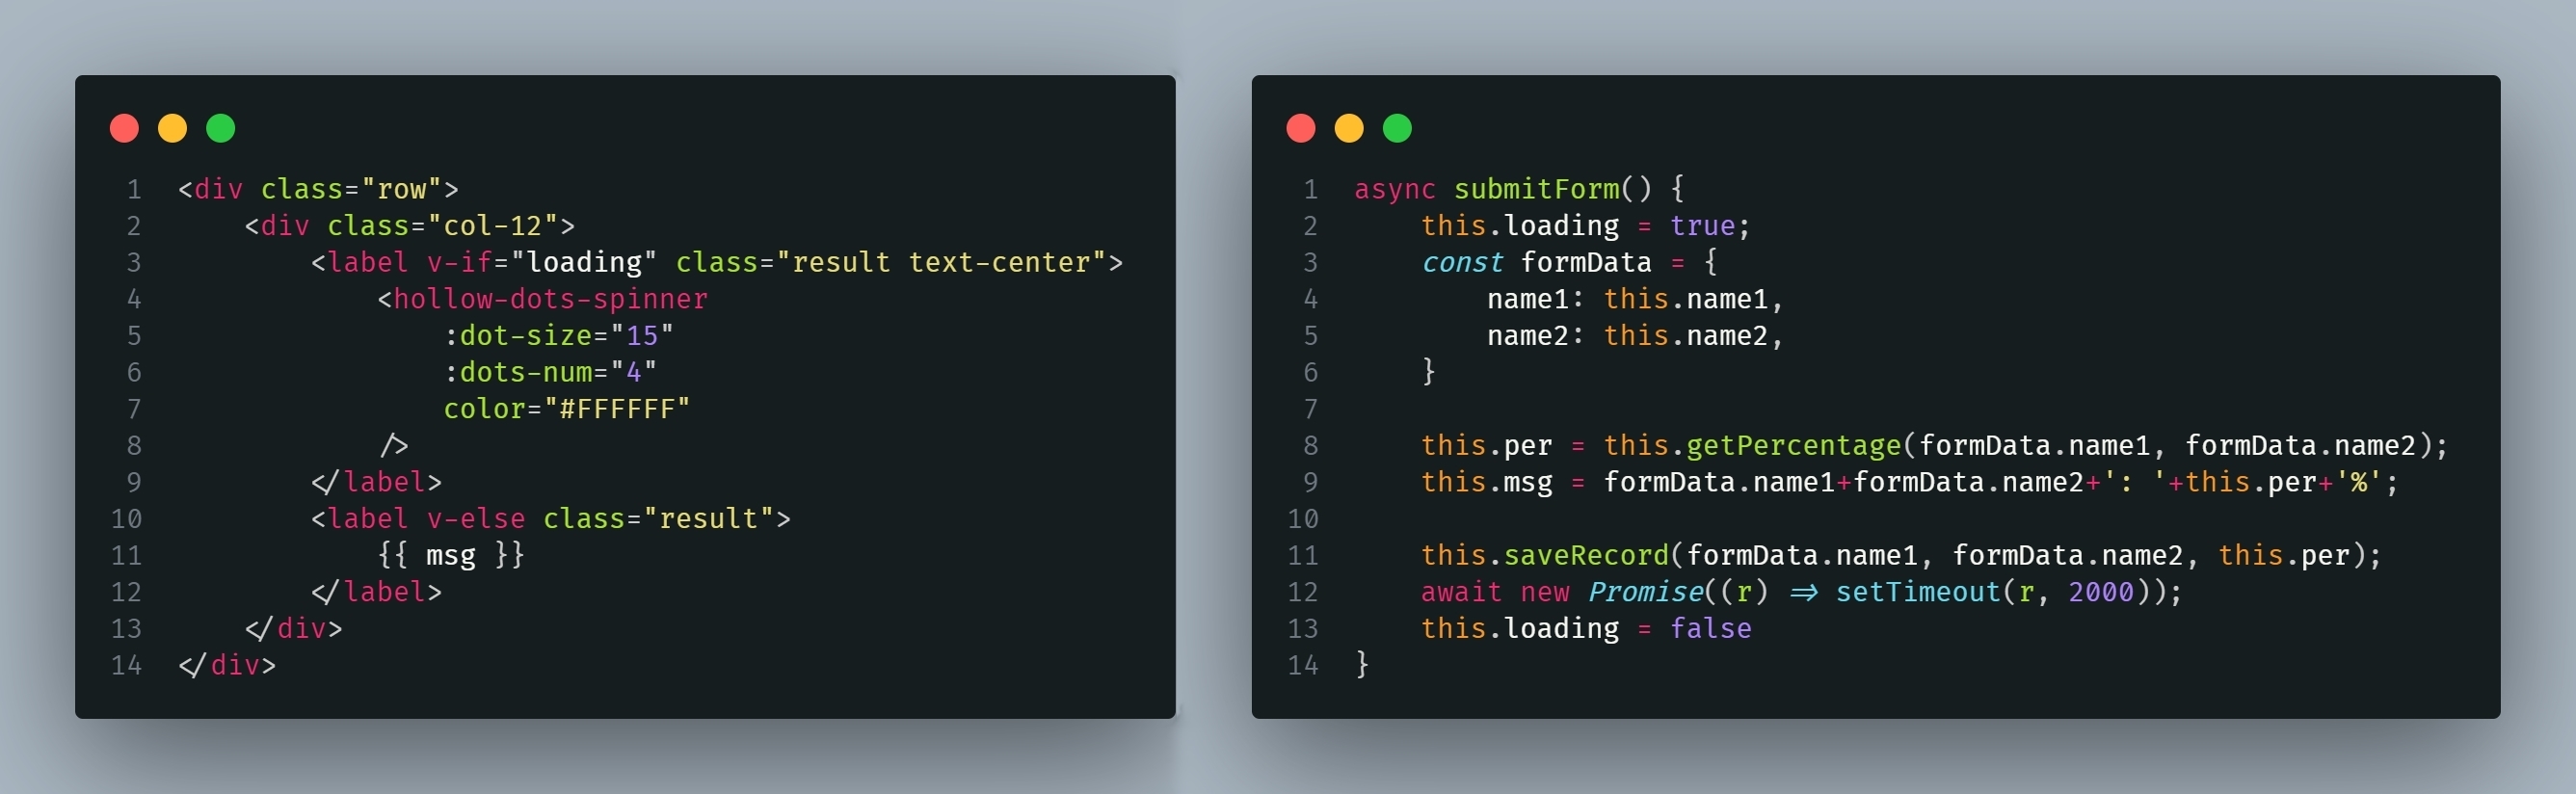 1 <div class="row">
2     <div class="col-12">
3         <label v-if="loading" class="result text-center">
4             <hollow-dots-spinner
5                 :dot-size="15"
6                 :dots-num="4"
7                 color="#FFFFFF"
8             />
9         </label>
10         <label v-else class="result">
11             {{ msg }}
12         </label>
13     </div>
14 </div>
1 async submitForm() {
2     this.loading = true;
3     const formData = {
4         name1: this.name1,
5         name2: this.name2,
6     }
7
8     this.per = this.getPercentage(formData.name1, formData.name2);
9     this.msg = formData.name1+formData.name2+': '+this.per+'%';
10
11     this.saveRecord(formData.name1, formData.name2, this.per);
12     await new Promise((r) => setTimeout(r, 2000));
13     this.loading = false
14 }